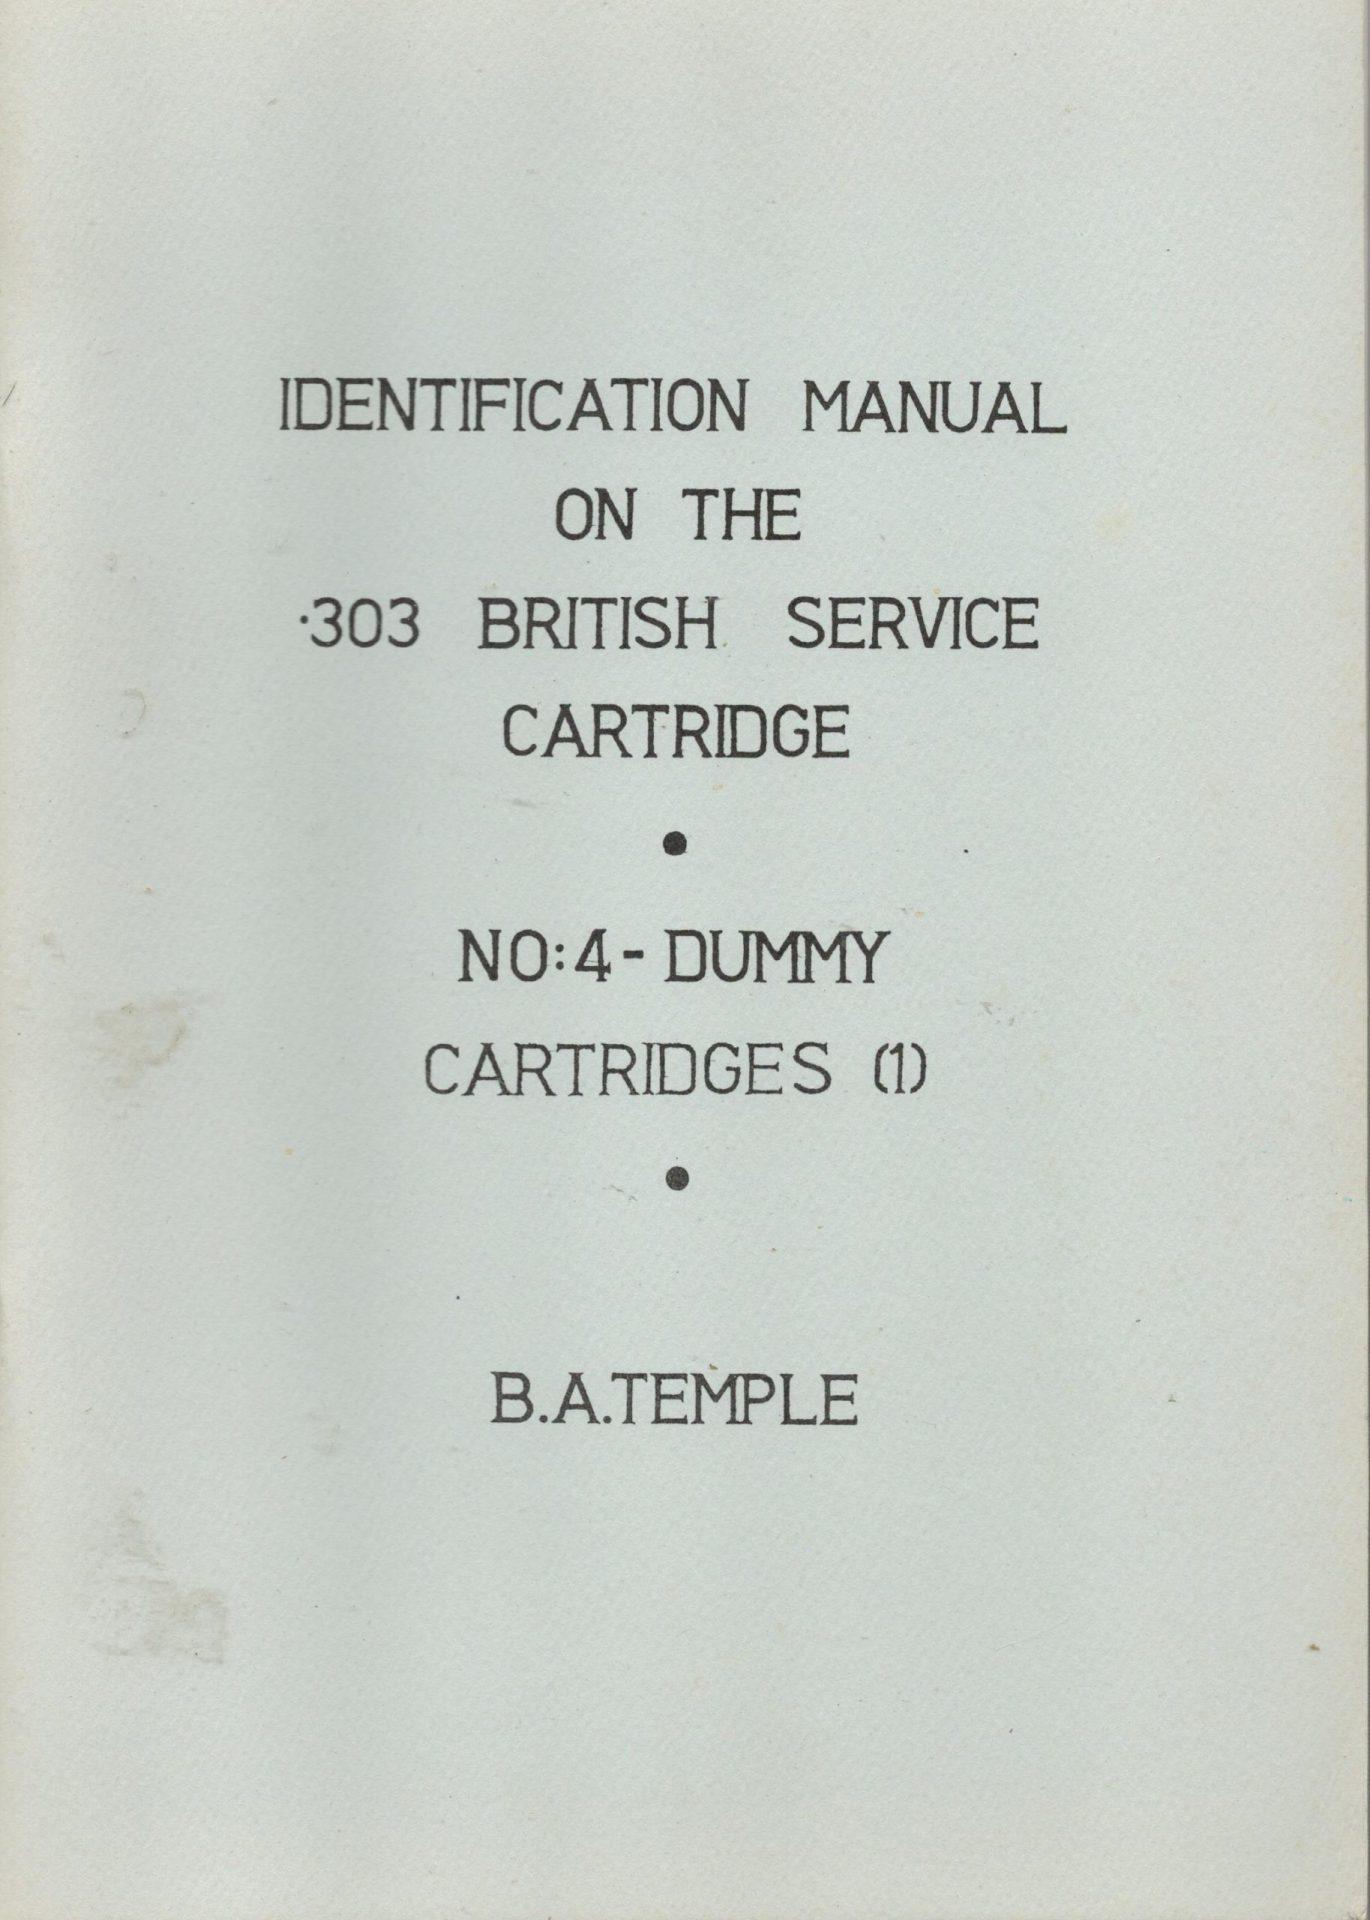 IDENTIFICATION MANUAL
ON THE
·303 BRITISH SERVICE
CARTRIDGE
•
NO:4- DUMMY
CARTRIDGES (1)
•
B.A.TEMPLE